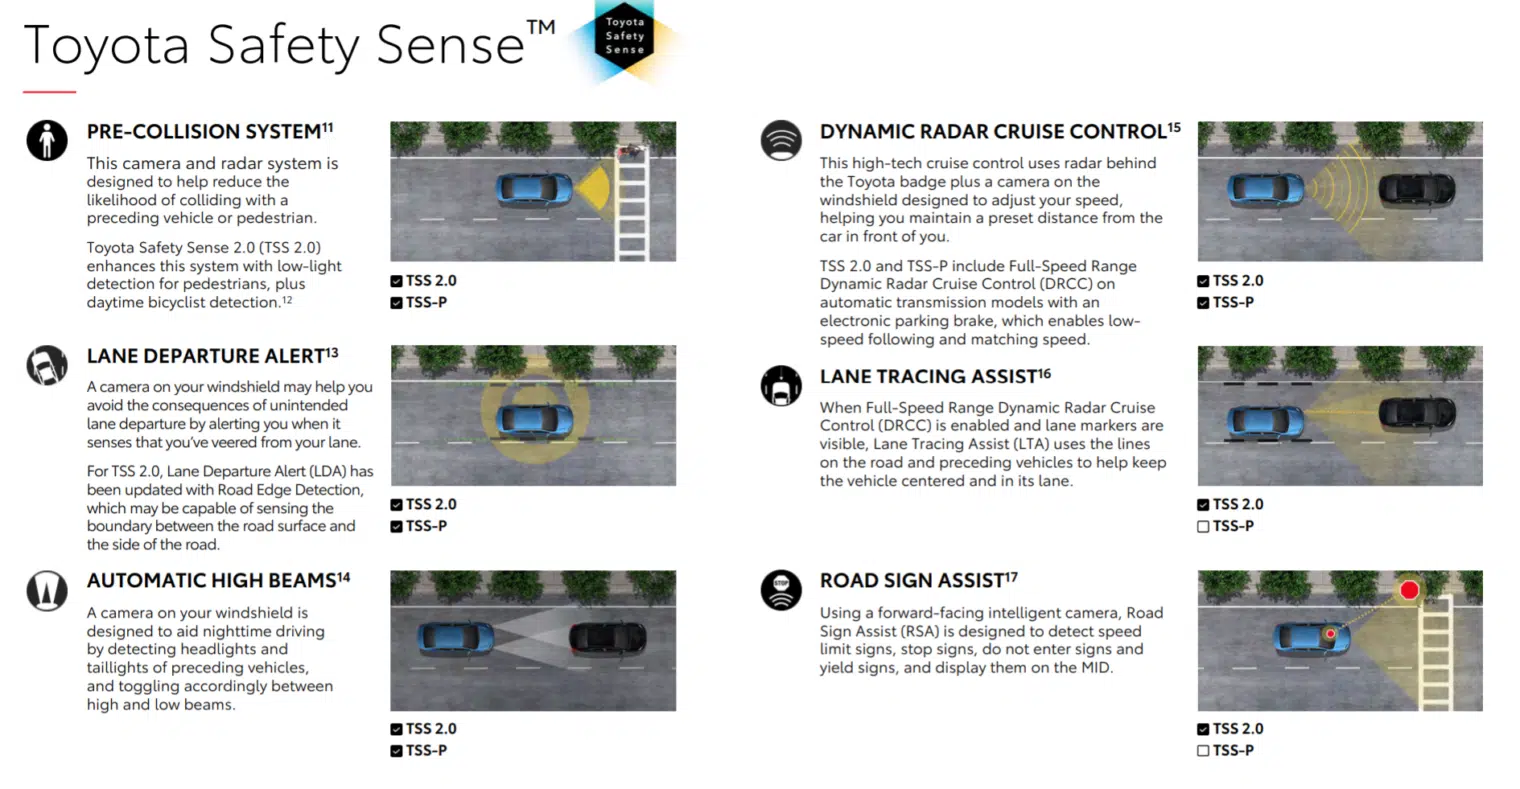 Toyota Safety Sense™
Toyota
Safety
Sense
PRE-COLLISION SYSTEM¹¹
This camera and radar system is
designed to help reduce the
likelihood of colliding with a
preceding vehicle or pedestrian.
Toyota Safety Sense 2.0 (TSS 2.0)
enhances this system with low-light
detection for pedestrians, plus
daytime bicyclist detection.¹²
TSS 2.0
TSS-P
LANE DEPARTURE ALERT¹³
A camera on your windshield may help you
avoid the consequences of unintended
lane departure by alerting you when it
senses that you’ve veered from your lane.
For TSS 2.0, Lane Departure Alert (LDA) has
been updated with Road Edge Detection,
which may be capable of sensing the
boundary between the road surface and
the side of the road.
TSS 2.0
TSS-P
AUTOMATIC HIGH BEAMS¹⁴
A camera on your windshield is
designed to aid nighttime driving
by detecting headlights and
taillights of preceding vehicles,
and toggling accordingly between
high and low beams.
TSS 2.0
TSS-P
DYNAMIC RADAR CRUISE CONTROL¹⁵
This high-tech cruise control uses radar behind
the Toyota badge plus a camera on the
windshield designed to adjust your speed,
helping you maintain a preset distance from the
car in front of you.
TSS 2.0 and TSS-P include Full-Speed Range
Dynamic Radar Cruise Control (DRCC) on
automatic transmission models with an
electronic parking brake, which enables low-
speed following and matching speed.
TSS 2.0
TSS-P
LANE TRACING ASSIST¹⁶
When Full-Speed Range Dynamic Radar Cruise
Control (DRCC) is enabled and lane markers are
visible, Lane Tracing Assist (LTA) uses the lines
on the road and preceding vehicles to help keep
the vehicle centered and in its lane.
TSS 2.0
TSS-P
STOP
ROAD SIGN ASSIST¹⁷
Using a forward-facing intelligent camera, Road
Sign Assist (RSA) is designed to detect speed
limit signs, stop signs, do not enter signs and
yield signs, and display them on the MID.
TSS 2.0
TSS-P